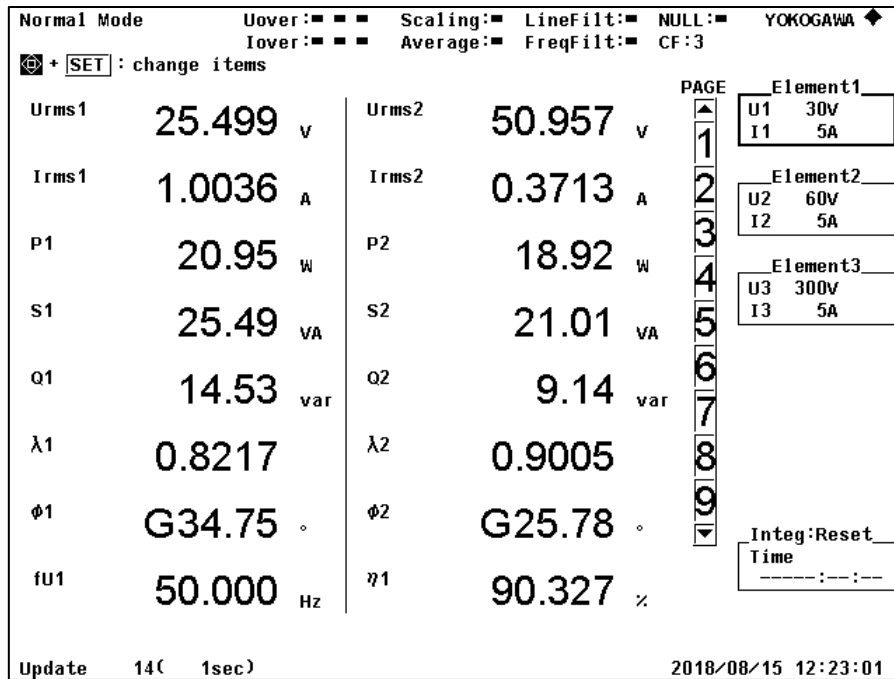 Normal Mode Uover:= = = Scaling:= LineFilt:= NULL:= YOKOGAWA
Iover:= = = Average:= FreqFilt:= CF:3
+ SET : change items
PAGE
Urms1 25.499 V Urms2 50.957 V
Irms1 1.0036 A Irms2 0.3713 A
P1 20.95 W P2 18.92 W
S1 25.49 VA S2 21.01 VA
Q1 14.53 var Q2 9.14 var
λ1 0.8217 λ2 0.9005
ϕ1 G34.75 ° ϕ2 G25.78 °
fU1 50.000 Hz η1 90.327 %
1
2
3
4
5
6
7
8
9
Element1
U1 30V
I1 5A
Element2
U2 60V
I2 5A
Element3
U3 300V
I3 5A
Integ:Reset
Time
-----:--:--
Update 14( 1sec) 2018/08/15 12:23:01